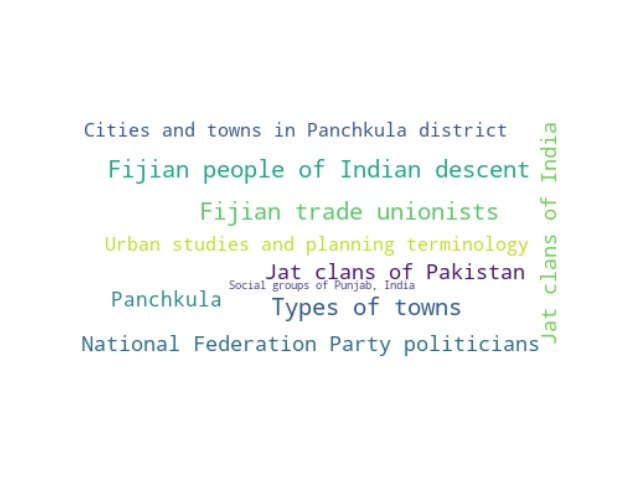 Cities and towns in Panchkula district
Fijian people of Indian descent
Fijian trade unionists
Urban studies and planning terminology
Jat clans of Pakistan
Social groups of Punjab, India
Panchkula
Types of towns
National Federation Party politicians
Jat clans of India